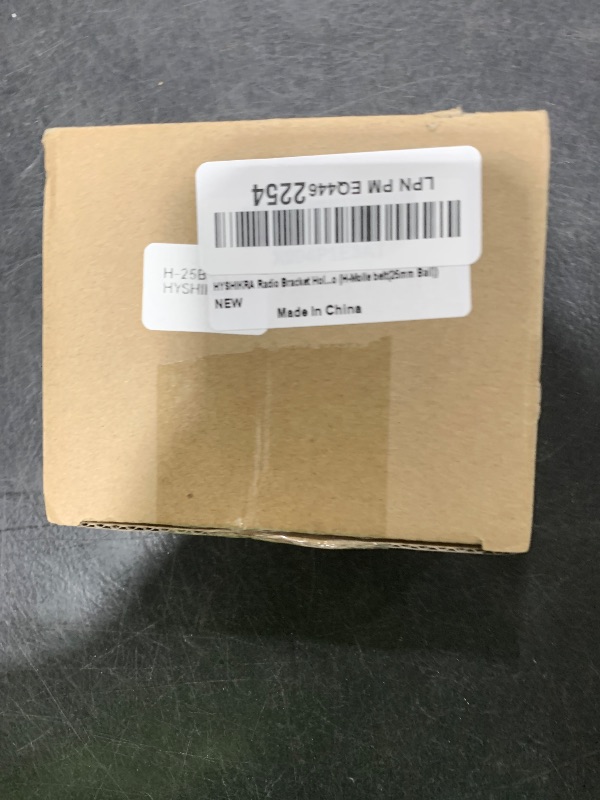 LPN PM EQ4462254
H-25B
HYSHI
HYSHIKRA Radio Bracket Hol...o (H-Molle belt(25mm Ball))
NEW
Made In China